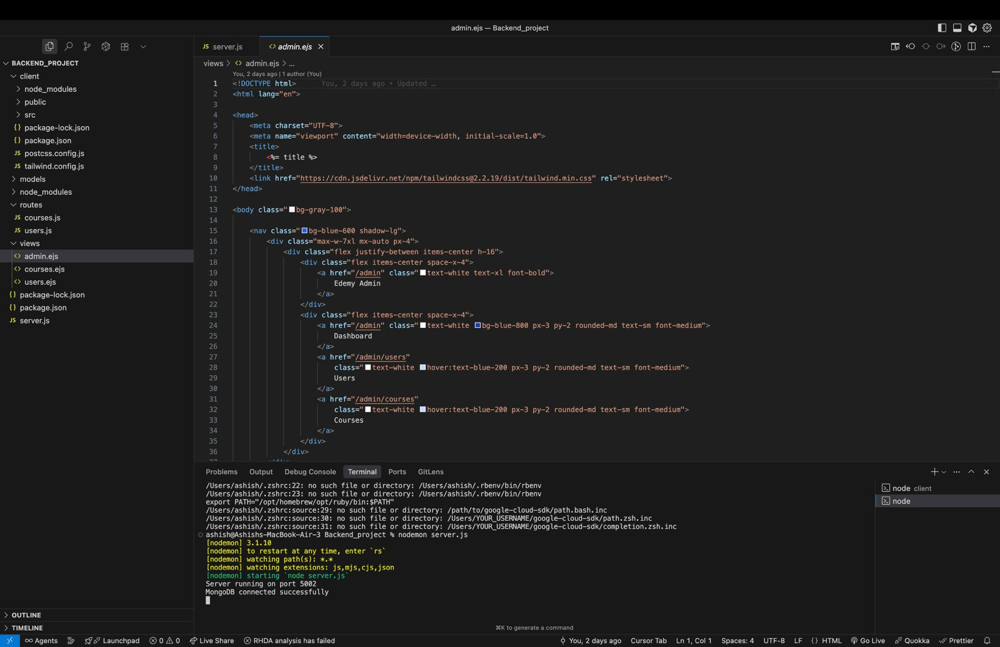 admin.ejs — Backend_project
BACKEND_PROJECT
client
node_modules
public
src
package-lock.json
package.json
postcss.config.js
tailwind.config.js
models
node_modules
routes
courses.js
users.js
views
admin.ejs
courses.ejs
users.ejs
package-lock.json
package.json
server.js
OUTLINE
TIMELINE
server.js
admin.ejs
views > admin.ejs > ...
You, 2 days ago | 1 author (You)
1 <!DOCTYPE html> You, 2 days ago • Updated …
2 <html lang="en">
3
4 <head>
5 <meta charset="UTF-8">
6 <meta name="viewport" content="width=device-width, initial-scale=1.0">
7 <title>
8 <%= title %>
9 </title>
10 <link href="https://cdn.jsdelivr.net/npm/tailwindcss@2.2.19/dist/tailwind.min.css" rel="stylesheet">
11 </head>
12
13 <body class="bg-gray-100">
14
15 <nav class="bg-blue-600 shadow-lg">
16 <div class="max-w-7xl mx-auto px-4">
17 <div class="flex justify-between items-center h-16">
18 <div class="flex items-center space-x-4">
19 <a href="/admin" class="text-white text-xl font-bold">
20 Edemy Admin
21 </a>
22 </div>
23 <div class="flex items-center space-x-4">
24 <a href="/admin" class="text-white bg-blue-800 px-3 py-2 rounded-md text-sm font-medium">
25 Dashboard
26 </a>
27 <a href="/admin/users"
28 class="text-white hover:text-blue-200 px-3 py-2 rounded-md text-sm font-medium">
29 Users
30 </a>
31 <a href="/admin/courses"
32 class="text-white hover:text-blue-200 px-3 py-2 rounded-md text-sm font-medium">
33 Courses
34 </a>
35 </div>
36 </div>
37 </div>
Problems Output Debug Console Terminal Ports GitLens
/Users/ashish/.zshrc:22: no such file or directory: /Users/ashish/.rbenv/bin/rbenv
/Users/ashish/.zshrc:23: no such file or directory: /Users/ashish/.rbenv/bin/rbenv
export PATH="/opt/homebrew/opt/ruby/bin:$PATH"
/Users/ashish/.zshrc:source:29: no such file or directory: /path/to/google-cloud-sdk/path.bash.inc
/Users/ashish/.zshrc:source:30: no such file or directory: /Users/YOUR_USERNAME/google-cloud-sdk/path.zsh.inc
/Users/ashish/.zshrc:source:31: no such file or directory: /Users/YOUR_USERNAME/google-cloud-sdk/completion.zsh.inc
ashish@Ashishs-MacBook-Air-3 Backend_project % nodemon server.js
[nodemon] 3.1.10
[nodemon] to restart at any time, enter `rs`
[nodemon] watching path(s): *.*
[nodemon] watching extensions: js,mjs,cjs,json
[nodemon] starting `node server.js`
Server running on port 5002
MongoDB connected successfully
⌘K to generate a command
node client
node
Agents Launchpad 0 0 Live Share RHDA analysis has failed You, 2 days ago Cursor Tab Ln 1, Col 1 Spaces: 4 UTF-8 LF {} HTML Go Live Quokka Prettier